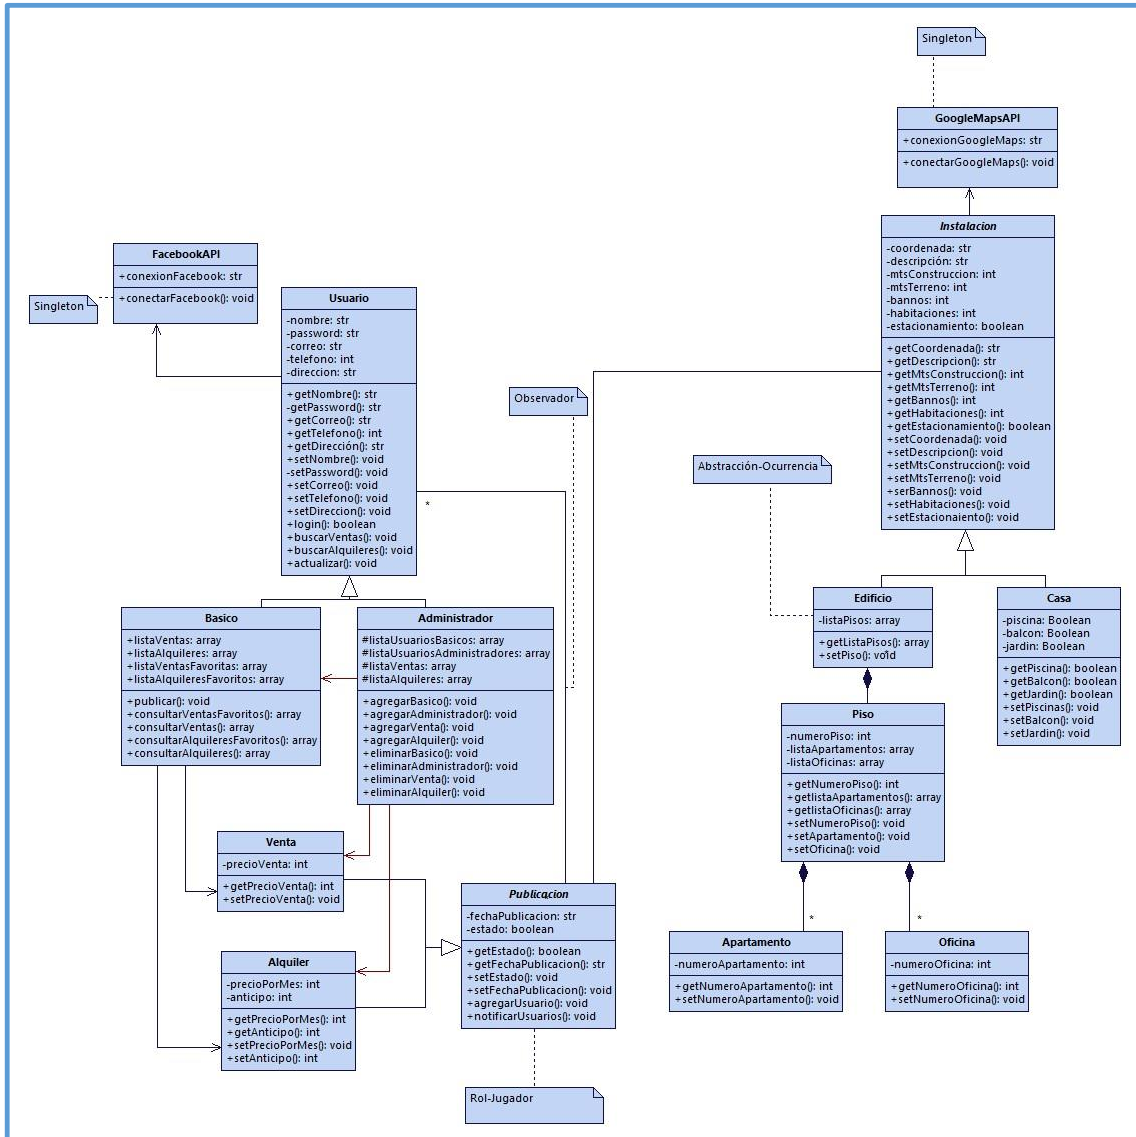 Singleton
GoogleMapsAPI
+conexionGoogleMaps: str
+conectarGoogleMaps(): void
Instalacion
-coordenada: str
-descripción: str
-mtsConstruccion: int
-mtsTerreno: int
-bannos: int
-habitaciones: int
-estacionamiento: boolean
+getCoordenada(): str
+getDescripcion(): str
+getMtsConstruccion(): int
+getMtsTerreno(): int
+getBannos(): int
+getHabitaciones(): int
+getEstacionamiento(): boolean
+setCoordenada(): void
+setDescripcion(): void
+setMtsConstruccion(): void
+setMtsTerreno(): void
+serBannos(): void
+setHabitaciones(): void
+setEstacionaiento(): void
FacebookAPI
+conexionFacebook: str
+conectarFacebook(): void
Singleton
Usuario
-nombre: str
-password: str
-correo: str
-telefono: int
-direccion: str
+getNombre(): str
-getPassword(): str
+getCorreo(): str
+getTelefono(): int
+getDirección(): str
+setNombre(): void
-setPassword(): void
+setCorreo(): void
+setTelefono(): void
+setDireccion(): void
+login(): boolean
+buscarVentas(): void
+buscarAlquileres(): void
+actualizar(): void
*
Observador
Abstracción-Ocurrencia
Basico
+listaVentas: array
+listaAlquileres: array
+listaVentasFavoritas: array
+listaAlquileresFavoritos: array
+publicar(): void
+consultarVentasFavoritos(): array
+consultarVentas(): array
+consultarAlquileresFavoritos(): array
+consultarAlquileres(): array
Administrador
#listaUsuariosBasicos: array
#listaUsuariosAdministradores: array
#listaVentas: array
#listaAlquileres: array
+agregarBasico(): void
+agregarAdministrador(): void
+agregarVenta(): void
+agregarAlquiler(): void
+eliminarBasico(): void
+eliminarAdministrador(): void
+eliminarVenta(): void
+eliminarAlquiler(): void
Edificio
-listaPisos: array
+getListaPisos(): array
+setPiso(): void
Casa
-piscina: Boolean
-balcon: Boolean
-jardin: Boolean
+getPiscina(): boolean
+getBalcon(): boolean
+getJardin(): boolean
+setPiscinas(): void
+setBalcon(): void
+setJardin(): void
Piso
-numeroPiso: int
-listaApartamentos: array
-listaOficinas: array
+getNumeroPiso(): int
+getlistaApartamentos(): array
+getlistaOficinas(): array
+setNumeroPiso(): void
+setApartamento(): void
+setOficina(): void
*
*
Venta
-precioVenta: int
+getPrecioVenta(): int
+setPrecioVenta(): void
Alquiler
-precioPorMes: int
-anticipo: int
+getPrecioPorMes(): int
+getAnticipo(): int
+setPrecioPorMes(): void
+setAnticipo(): int
Publicacion
-fechaPublicacion: str
-estado: boolean
+getEstado(): boolean
+getFechaPublicacion(): str
+setEstado(): void
+setFechaPublicacion(): void
+agregarUsuario(): void
+notificarUsuarios(): void
Apartamento
-numeroApartamento: int
+getNumeroApartamento(): int
+setNumeroApartamento(): void
Oficina
-numeroOficina: int
+getNumeroOficina(): int
+setNumeroOficina(): void
Rol-Jugador